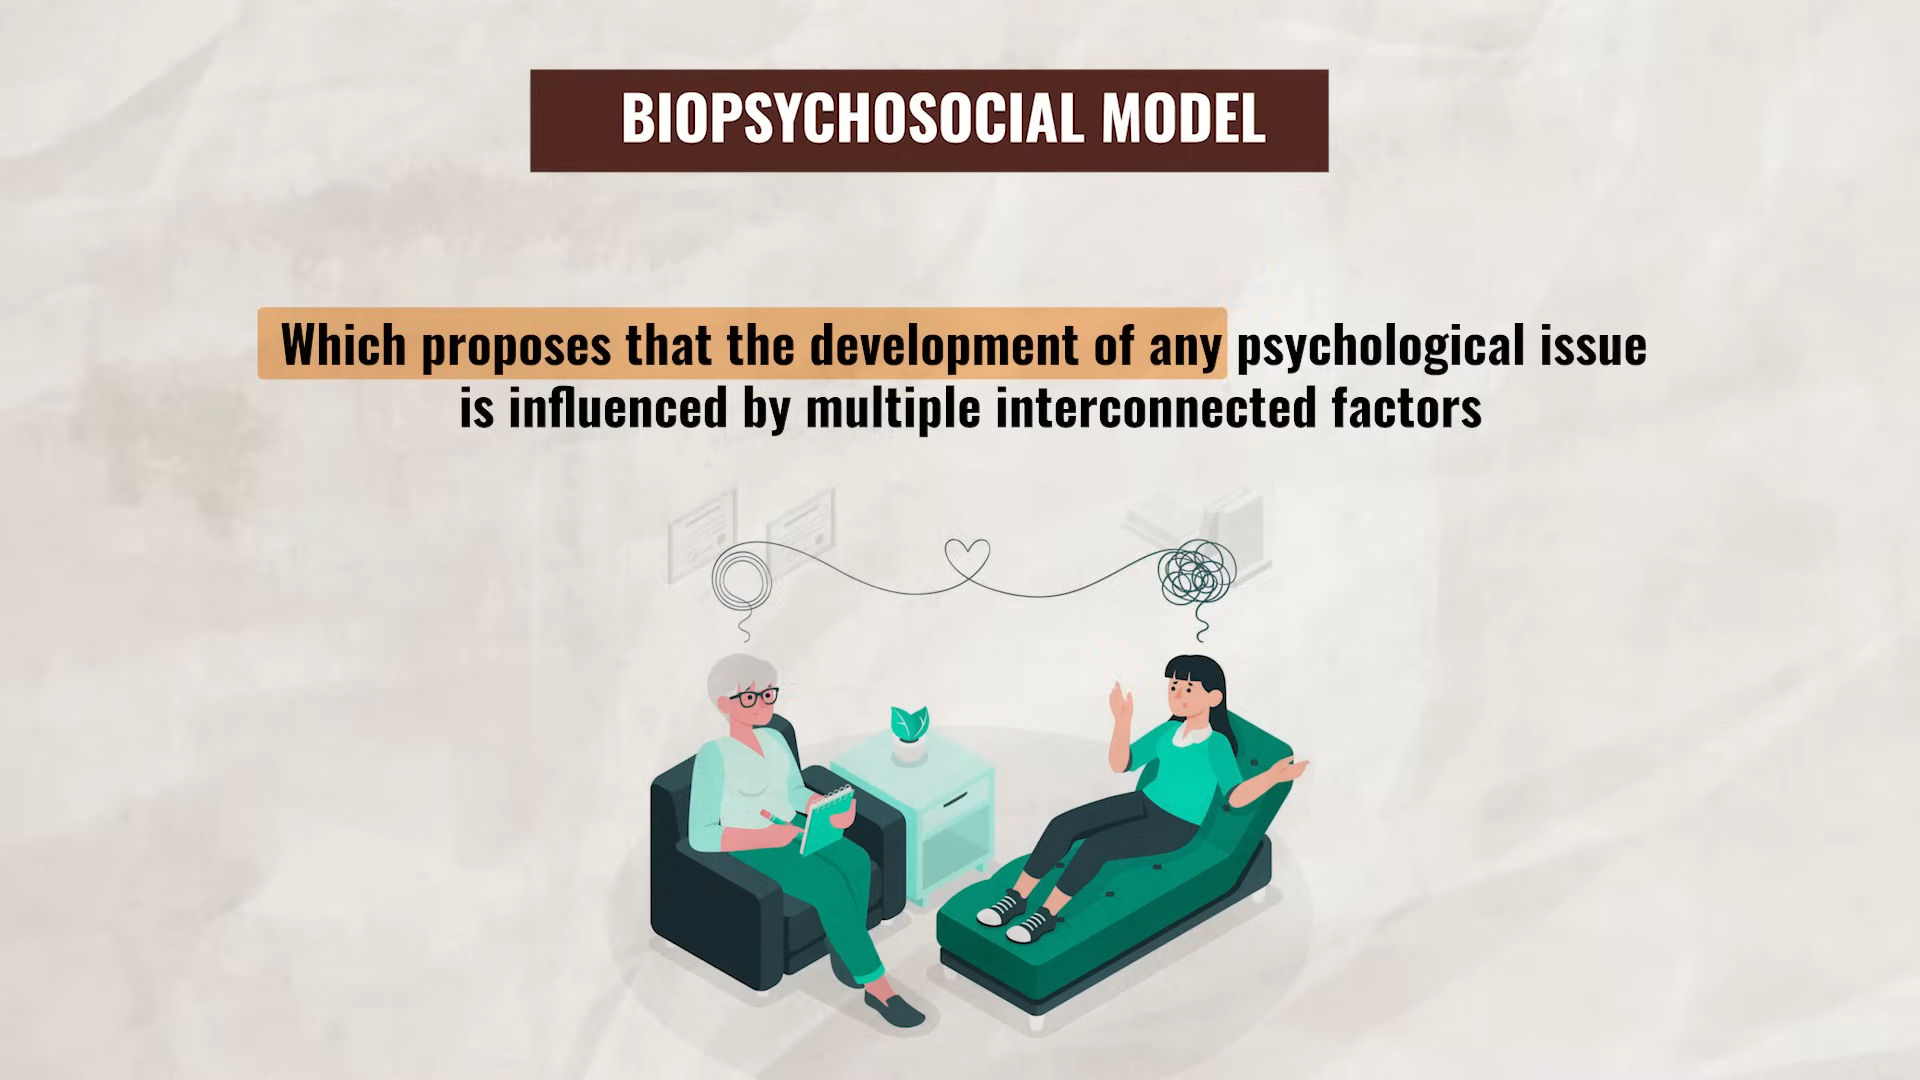 BIOPSYCHOSOCIAL MODEL
Which proposes that the development of any psychological issue
is influenced by multiple interconnected factors